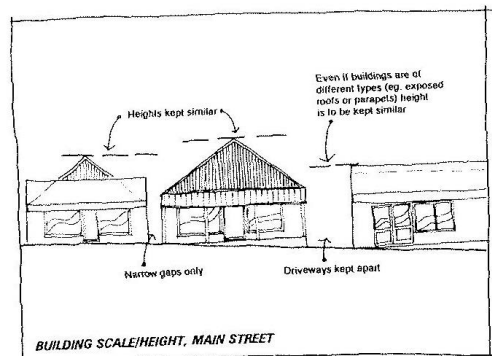 Even if buildings are of
different types (eg. exposed
roofs or parapets) height
is to be kept similar
Heights kept similar
Narrow gaps only
Driveways kept apart
BUILDING SCALE/HEIGHT, MAIN STREET